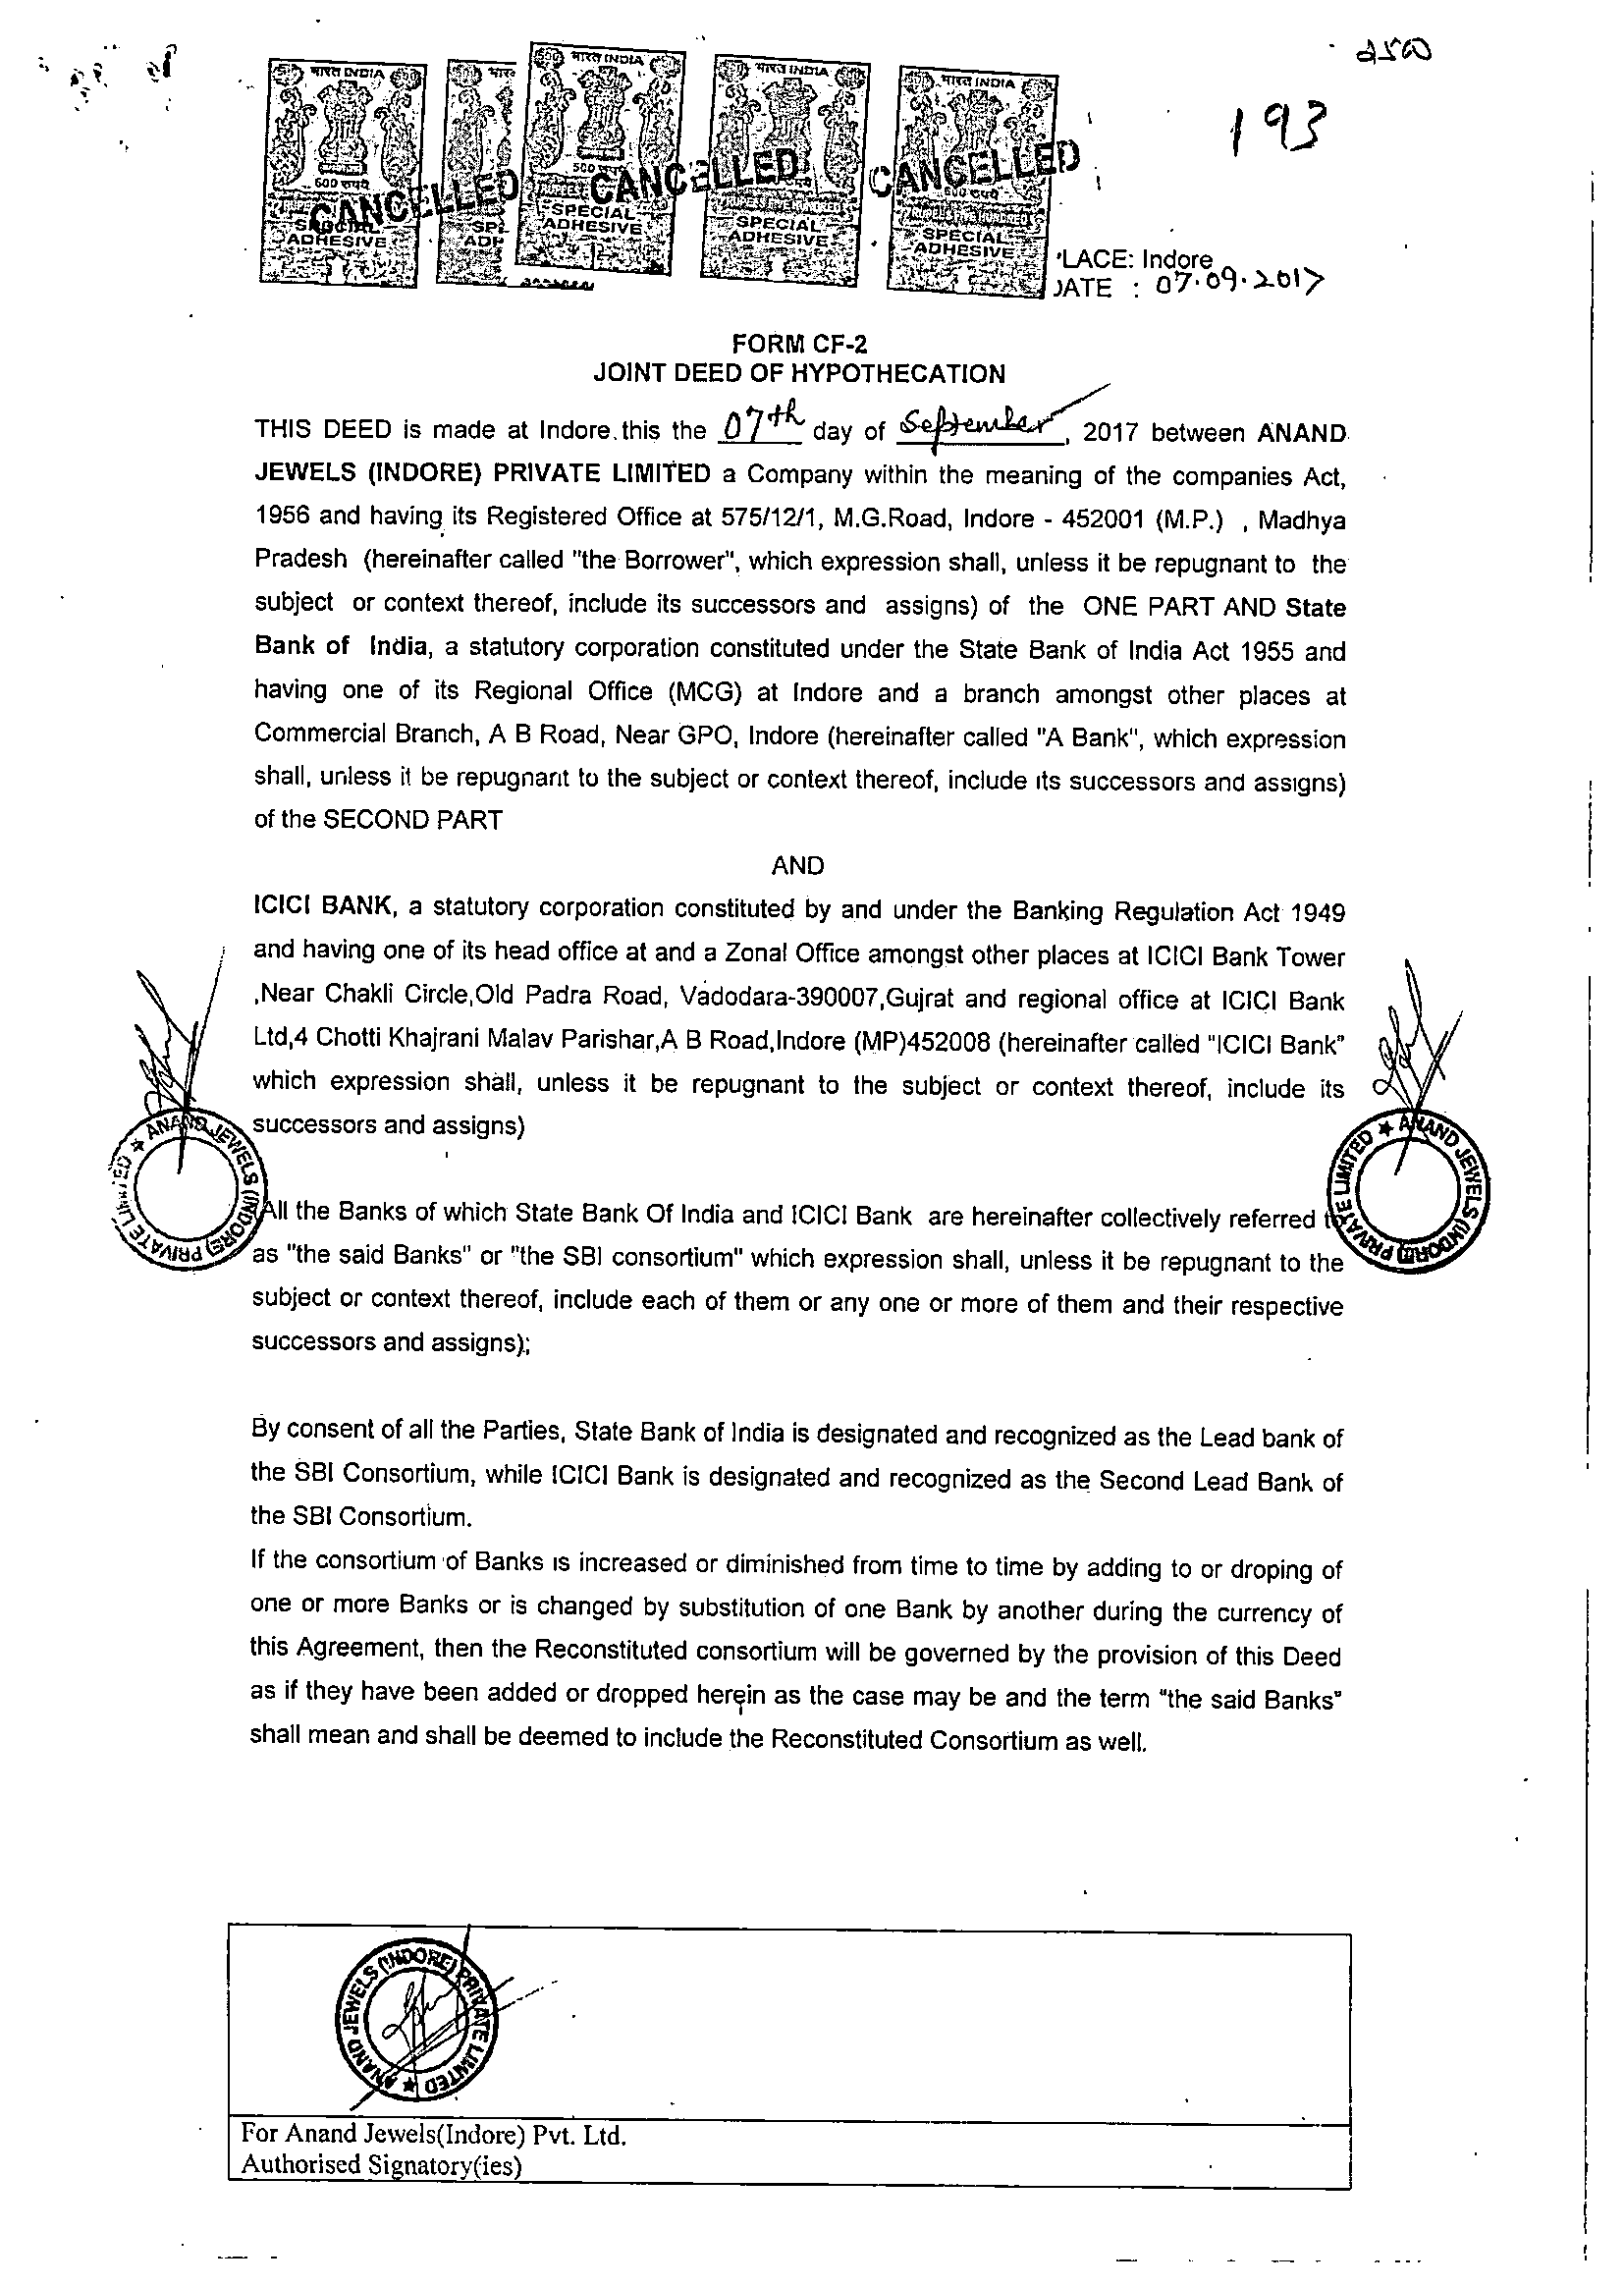 2500
193
भारत INDIA
भारत INDIA
भारत INDIA
भारत INDIA
500 रुपये
CANCELLED CANCELLED CANCELLED
SPECIAL ADHESIVE
SPECIAL ADHESIVE
SPECIAL ADHESIVE
SPECIAL ADHESIVE
LACE: Indore
DATE : 07.09.2017
FORM CF-2
JOINT DEED OF HYPOTHECATION
THIS DEED is made at Indore.this the 07th day of September, 2017 between ANAND
JEWELS (INDORE) PRIVATE LIMITED a Company within the meaning of the companies Act,
1956 and having its Registered Office at 575/12/1, M.G.Road, Indore - 452001 (M.P.) , Madhya
Pradesh (hereinafter called "the Borrower", which expression shall, unless it be repugnant to the
subject or context thereof, include its successors and assigns) of the ONE PART AND State
Bank of India, a statutory corporation constituted under the State Bank of India Act 1955 and
having one of its Regional Office (MCG) at Indore and a branch amongst other places at
Commercial Branch, A B Road, Near GPO, Indore (hereinafter called "A Bank", which expression
shall, unless it be repugnant to the subject or context thereof, include its successors and assigns)
of the SECOND PART
AND
ICICI BANK, a statutory corporation constituted by and under the Banking Regulation Act 1949
and having one of its head office at and a Zonal Office amongst other places at ICICI Bank Tower
,Near Chakli Circle,Old Padra Road, Vadodara-390007,Gujrat and regional office at ICICI Bank
Ltd,4 Chotti Khajrani Malav Parishar,A B Road,Indore (MP)452008 (hereinafter called "ICICI Bank"
which expression shall, unless it be repugnant to the subject or context thereof, include its
successors and assigns)
ANAND JEWELS (INDORE) PRIVATE LIMITED
ANAND JEWELS (INDORE) PRIVATE LIMITED
All the Banks of which State Bank Of India and ICICI Bank are hereinafter collectively referred
as "the said Banks" or "the SBI consortium" which expression shall, unless it be repugnant to the
subject or context thereof, include each of them or any one or more of them and their respective
successors and assigns);
By consent of all the Parties, State Bank of India is designated and recognized as the Lead bank of
the SBI Consortium, while ICICI Bank is designated and recognized as the Second Lead Bank of
the SBI Consortium.
If the consortium of Banks is increased or diminished from time to time by adding to or droping of
one or more Banks or is changed by substitution of one Bank by another during the currency of
this Agreement, then the Reconstituted consortium will be governed by the provision of this Deed
as if they have been added or dropped herein as the case may be and the term "the said Banks"
shall mean and shall be deemed to include the Reconstituted Consortium as well.
ANAND JEWELS (INDORE) PRIVATE LIMITED
For Anand Jewels(Indore) Pvt. Ltd.
Authorised Signatory(ies)